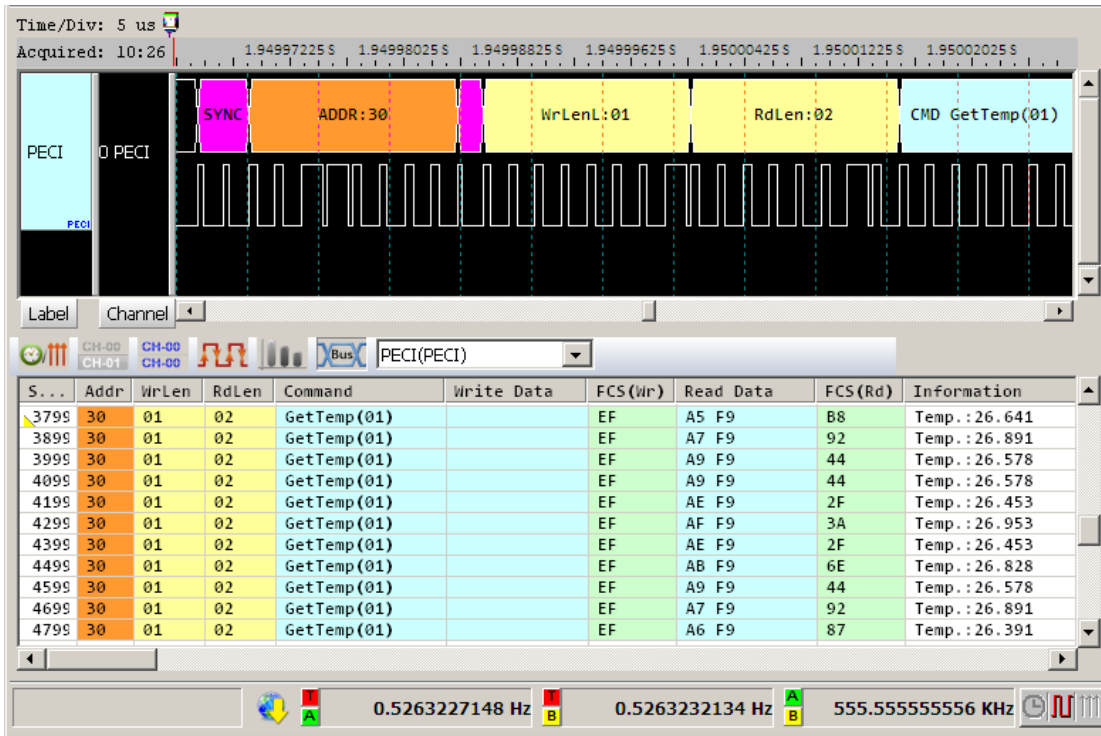 Time/Div: 5 us
Acquired: 10:26 1.94997225 S 1.94998025 S 1.94998825 S 1.94999625 S 1.95000425 S 1.95001225 S 1.95002025 S
SYNC ADDR:30 WrLenL:01 RdLen:02 CMD GetTemp(01)
PECI 0 PECI
PECI
Label Channel
CH-00 CH-00
CH-01 CH-00
Bus PECI(PECI)
S... Addr WrLen RdLen Command Write Data FCS(Wr) Read Data FCS(Rd) Information
3799 30 01 02 GetTemp(01) EF A5 F9 B8 Temp.:26.641
3899 30 01 02 GetTemp(01) EF A7 F9 92 Temp.:26.891
3999 30 01 02 GetTemp(01) EF A9 F9 44 Temp.:26.578
4099 30 01 02 GetTemp(01) EF A9 F9 44 Temp.:26.578
4199 30 01 02 GetTemp(01) EF AE F9 2F Temp.:26.453
4299 30 01 02 GetTemp(01) EF AF F9 3A Temp.:26.953
4399 30 01 02 GetTemp(01) EF AE F9 2F Temp.:26.453
4499 30 01 02 GetTemp(01) EF AB F9 6E Temp.:26.828
4599 30 01 02 GetTemp(01) EF A9 F9 44 Temp.:26.578
4699 30 01 02 GetTemp(01) EF A7 F9 92 Temp.:26.891
4799 30 01 02 GetTemp(01) EF A6 F9 87 Temp.:26.391
T A 0.5263227148 Hz T B 0.5263232134 Hz A B 555.555555556 KHz